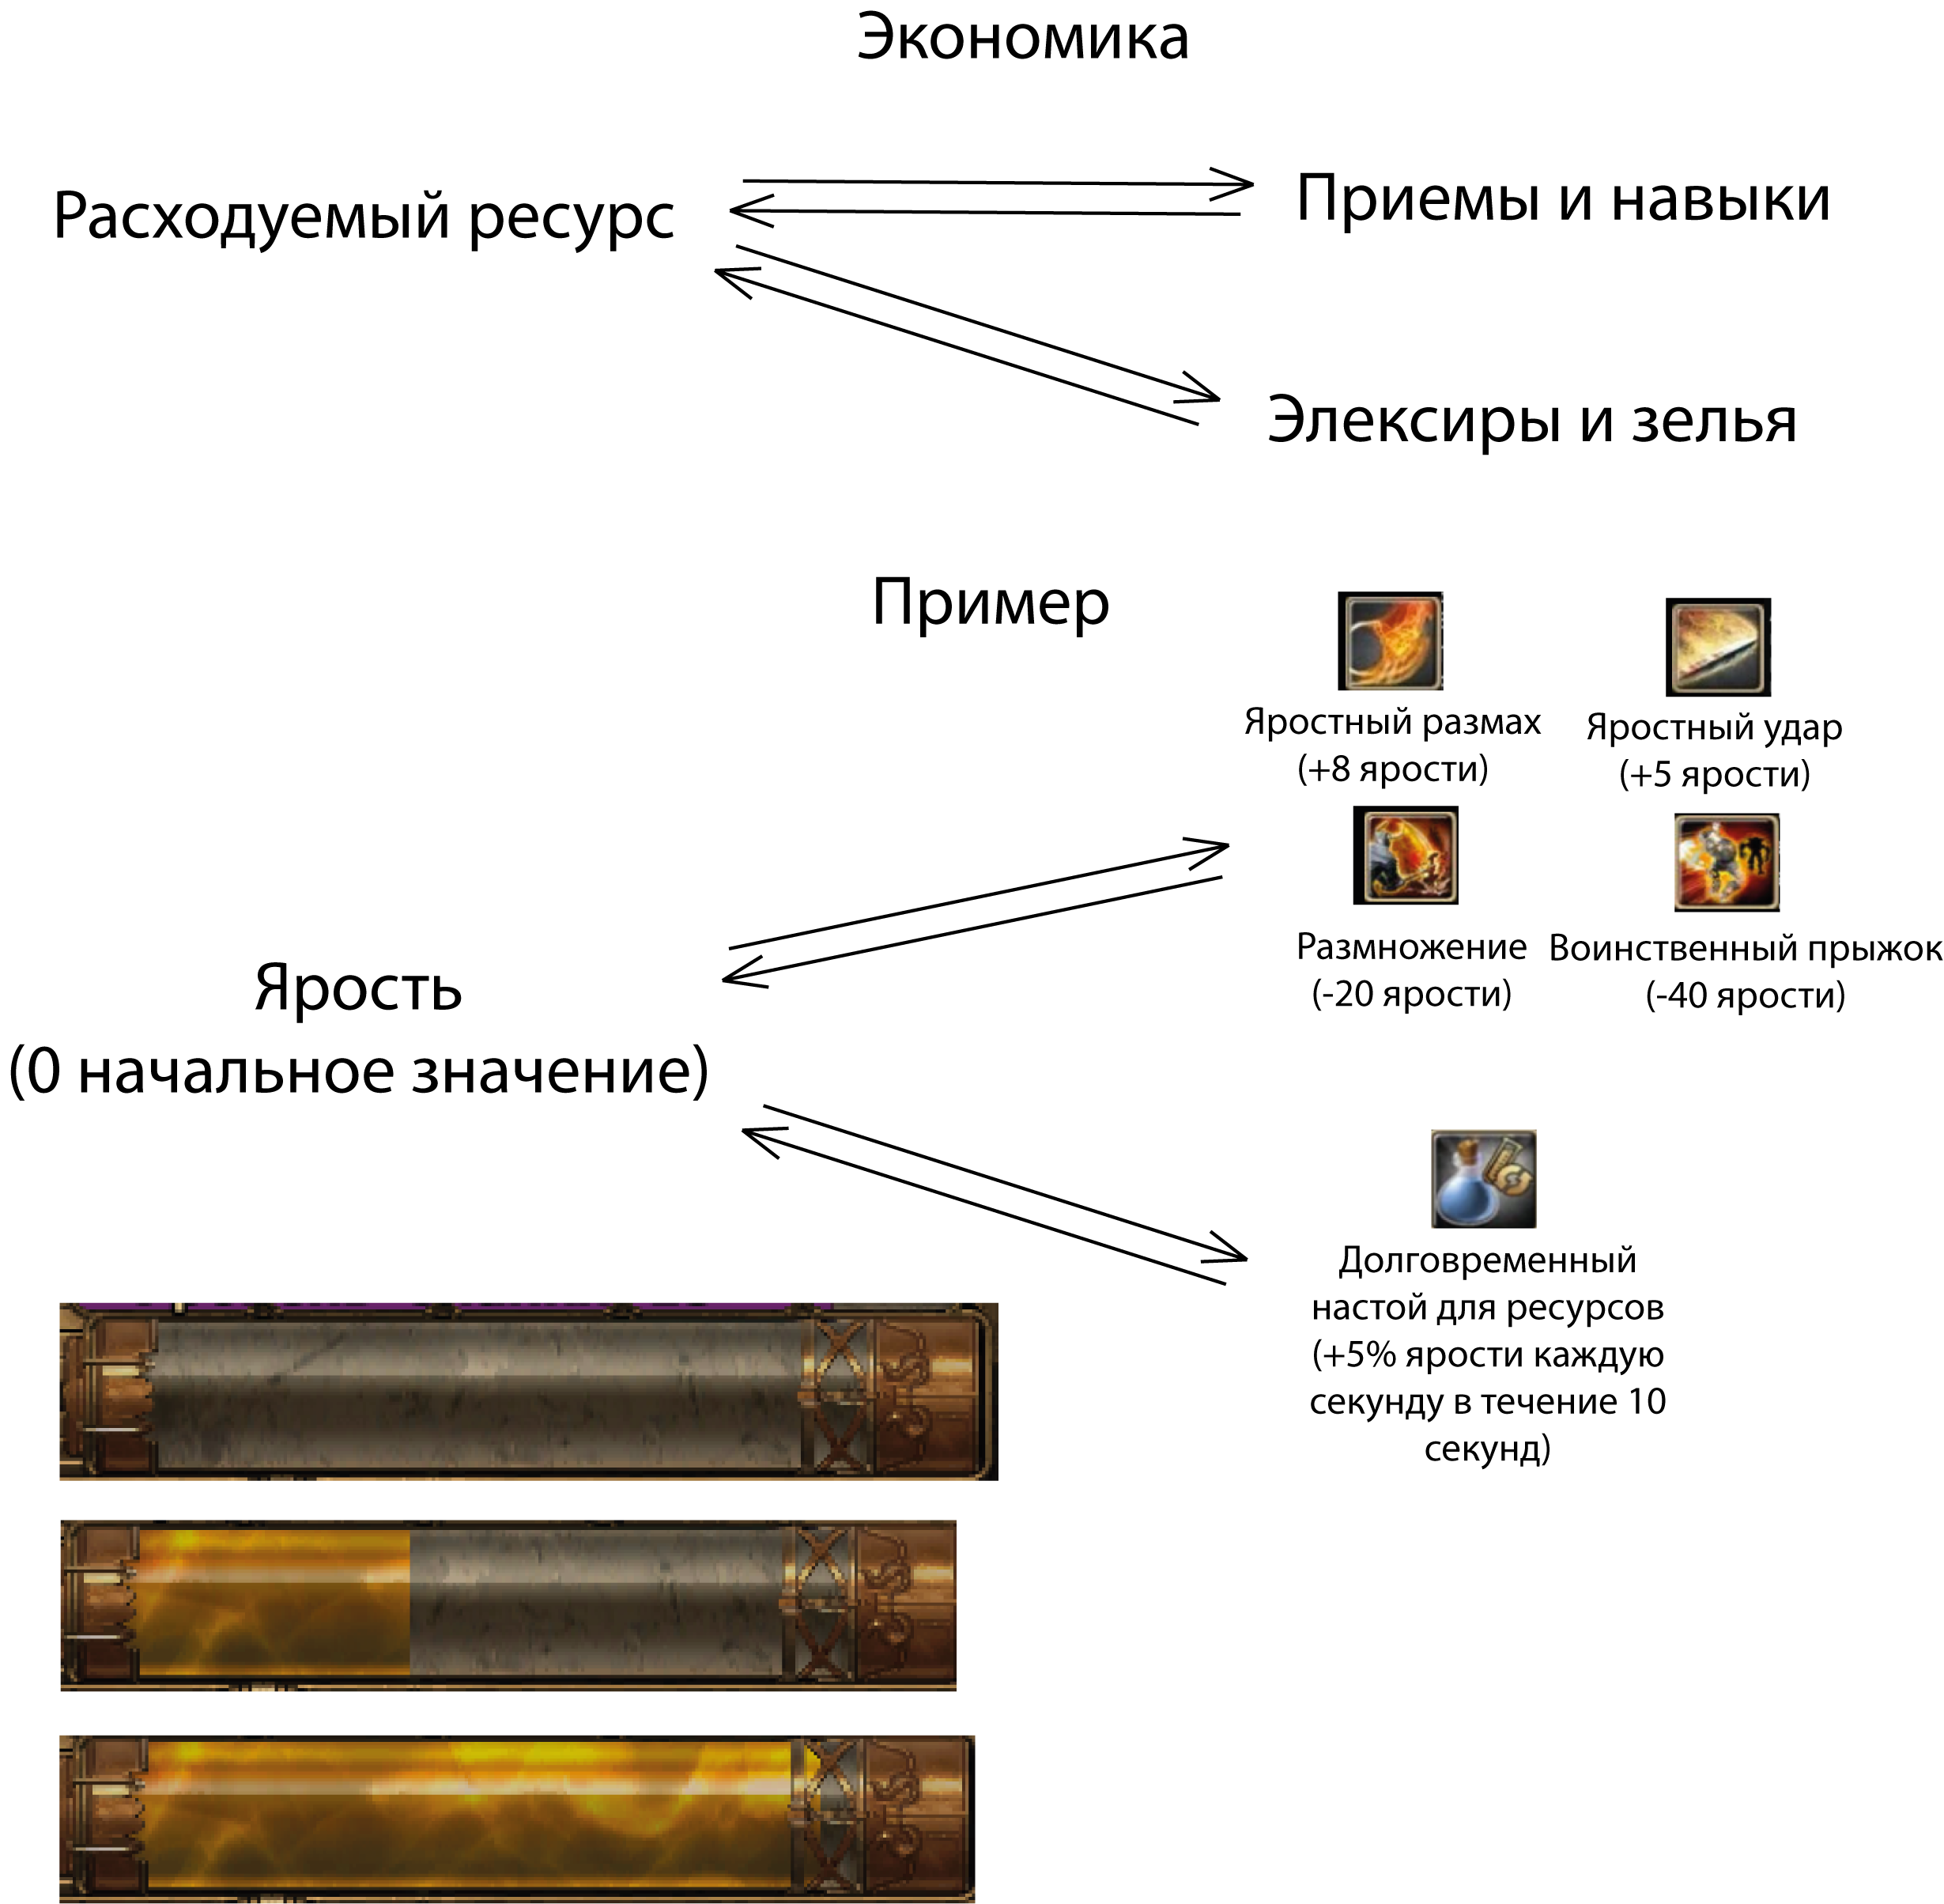 Экономика
Расходуемый ресурс
Приемы и навыки
Элексиры и зелья
Пример
Яростный размах
(+8 ярости)
Яростный удар
(+5 ярости)
Размножение
(-20 ярости)
Воинственный прыжок
(-40 ярости)
Ярость
(0 начальное значение)
Долговременный
настой для ресурсов
(+5% ярости каждую
секунду в течение 10
секунд)